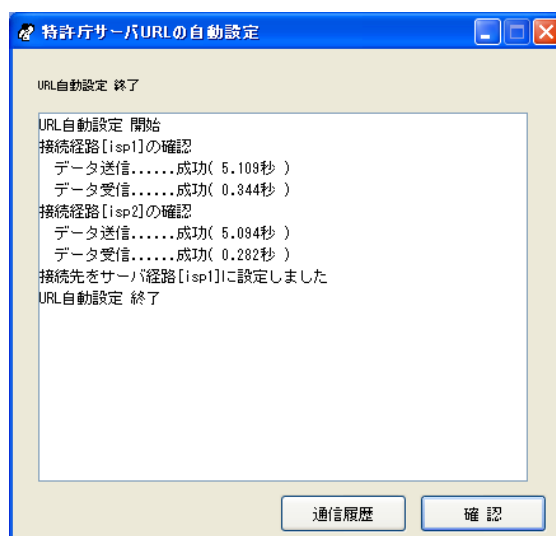 特許庁サーバURLの自動設定
URL自動設定 終了
URL自動設定 開始
接続経路[isp1]の確認
データ送信......成功( 5.109秒 )
データ受信......成功( 0.344秒 )
接続経路[isp2]の確認
データ送信......成功( 5.094秒 )
データ受信......成功( 0.282秒 )
接続先をサーバ経路[isp1]に設定しました
URL自動設定 終了
通信履歴
確 認